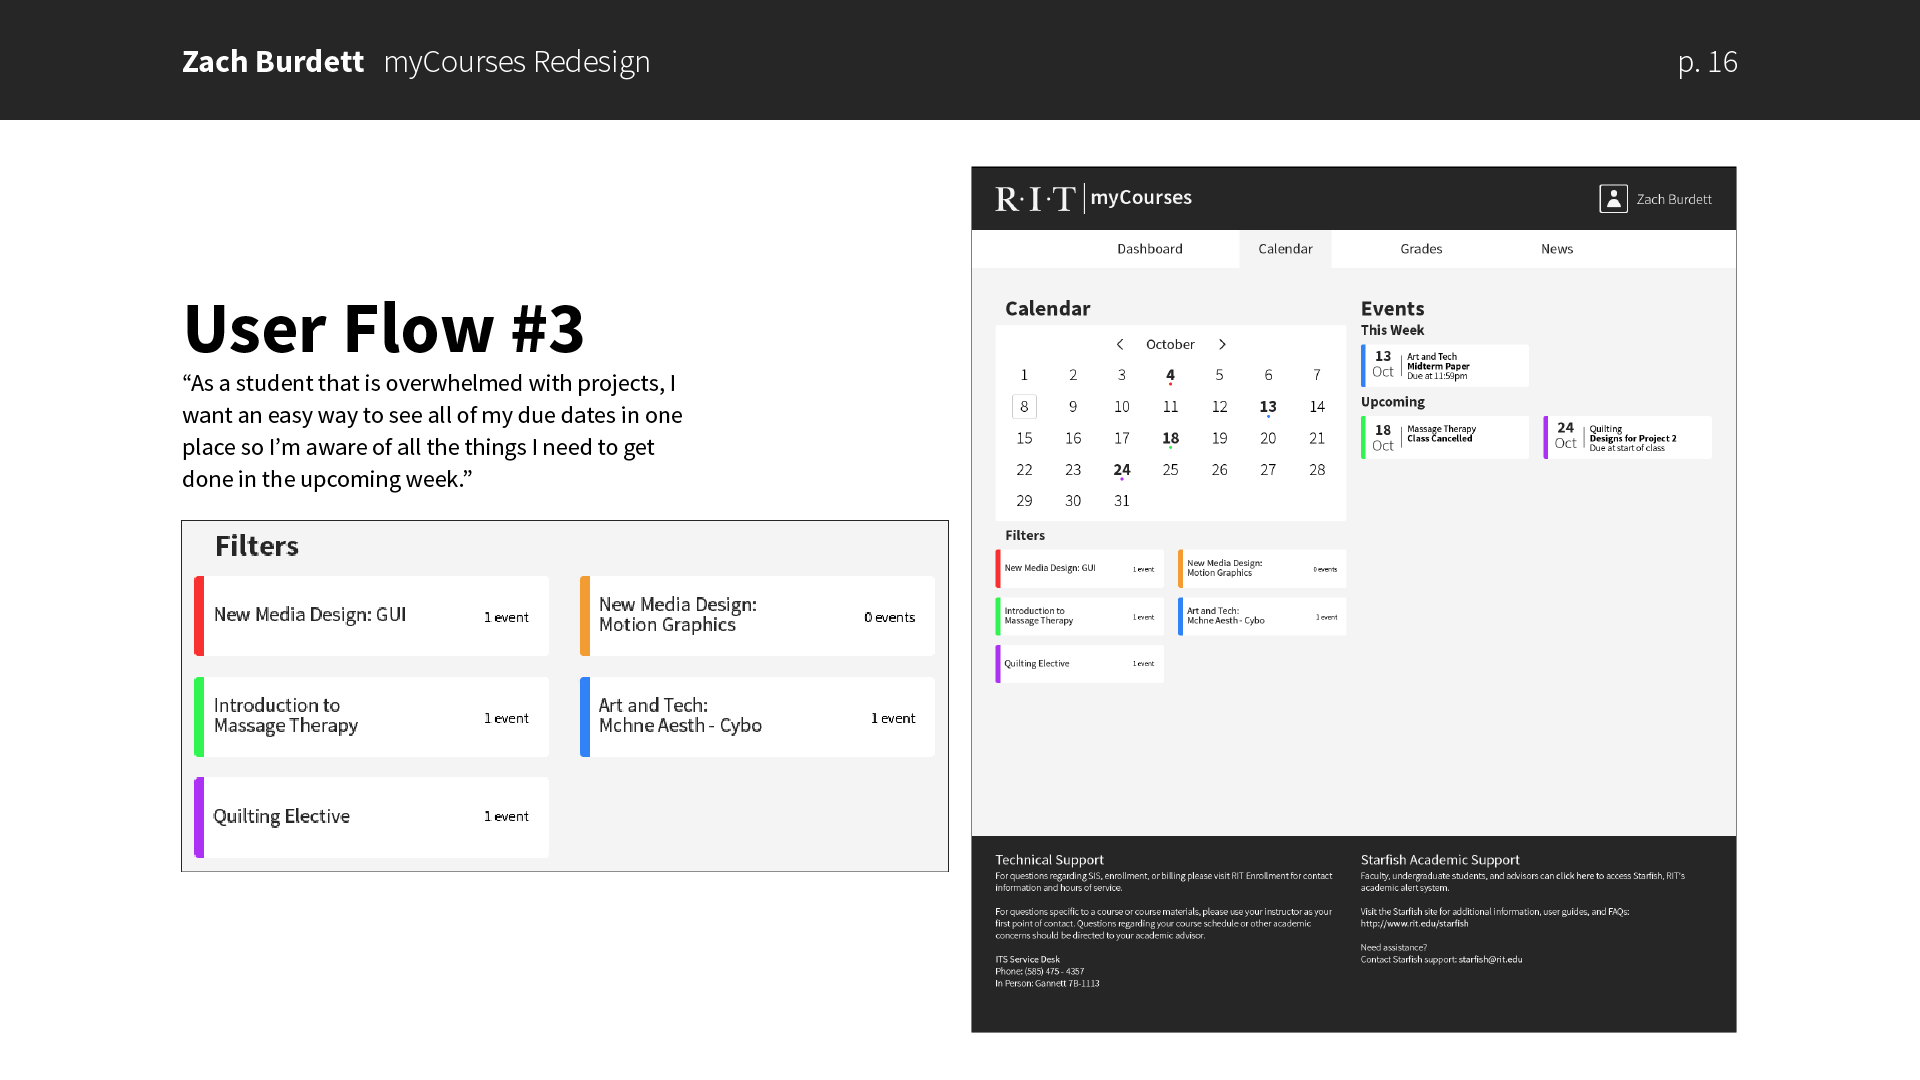 Zach Burdett myCourses Redesign
p. 16
User Flow #3
“As a student that is overwhelmed with projects, I
want an easy way to see all of my due dates in one
place so I’m aware of all the things I need to get
done in the upcoming week.”
Filters
New Media Design: GUI
1 event
New Media Design:
Motion Graphics
0 events
Introduction to
Massage Therapy
1 event
Art and Tech:
Mchne Aesth - Cybo
1 event
Quilting Elective
1 event
R·I·T myCourses
Zach Burdett
Dashboard
Calendar
Grades
News
Calendar
October
1 2 3 4 5 6 7
8 9 10 11 12 13 14
15 16 17 18 19 20 21
22 23 24 25 26 27 28
29 30 31
Filters
New Media Design: GUI
1 event
New Media Design:
Motion Graphics
0 events
Introduction to
Massage Therapy
1 event
Art and Tech:
Mchne Aesth - Cybo
1 event
Quilting Elective
1 event
Events
This Week
13
Oct
Art and Tech
Midterm Paper
Due at 11:59pm
Upcoming
18
Oct
Massage Therapy
Class Cancelled
24
Oct
Quilting
Designs for Project 2
Due at start of class
Technical Support
For questions regarding SIS, enrollment, or billing please visit RIT Enrollment for contact
information and hours of service.
For questions specific to a course or course materials, please use your instructor as your
first point of contact. Questions regarding your course schedule or other academic
concerns should be directed to your academic advisor.
ITS Service Desk
Phone: (585) 475 - 4357
In Person: Gannett 7B-1113
Starfish Academic Support
Faculty, undergraduate students, and advisors can click here to access Starfish, RIT's
academic alert system.
Visit the Starfish site for additional information, user guides, and FAQs:
http://www.rit.edu/starfish
Need assistance?
Contact Starfish support: starfish@rit.edu